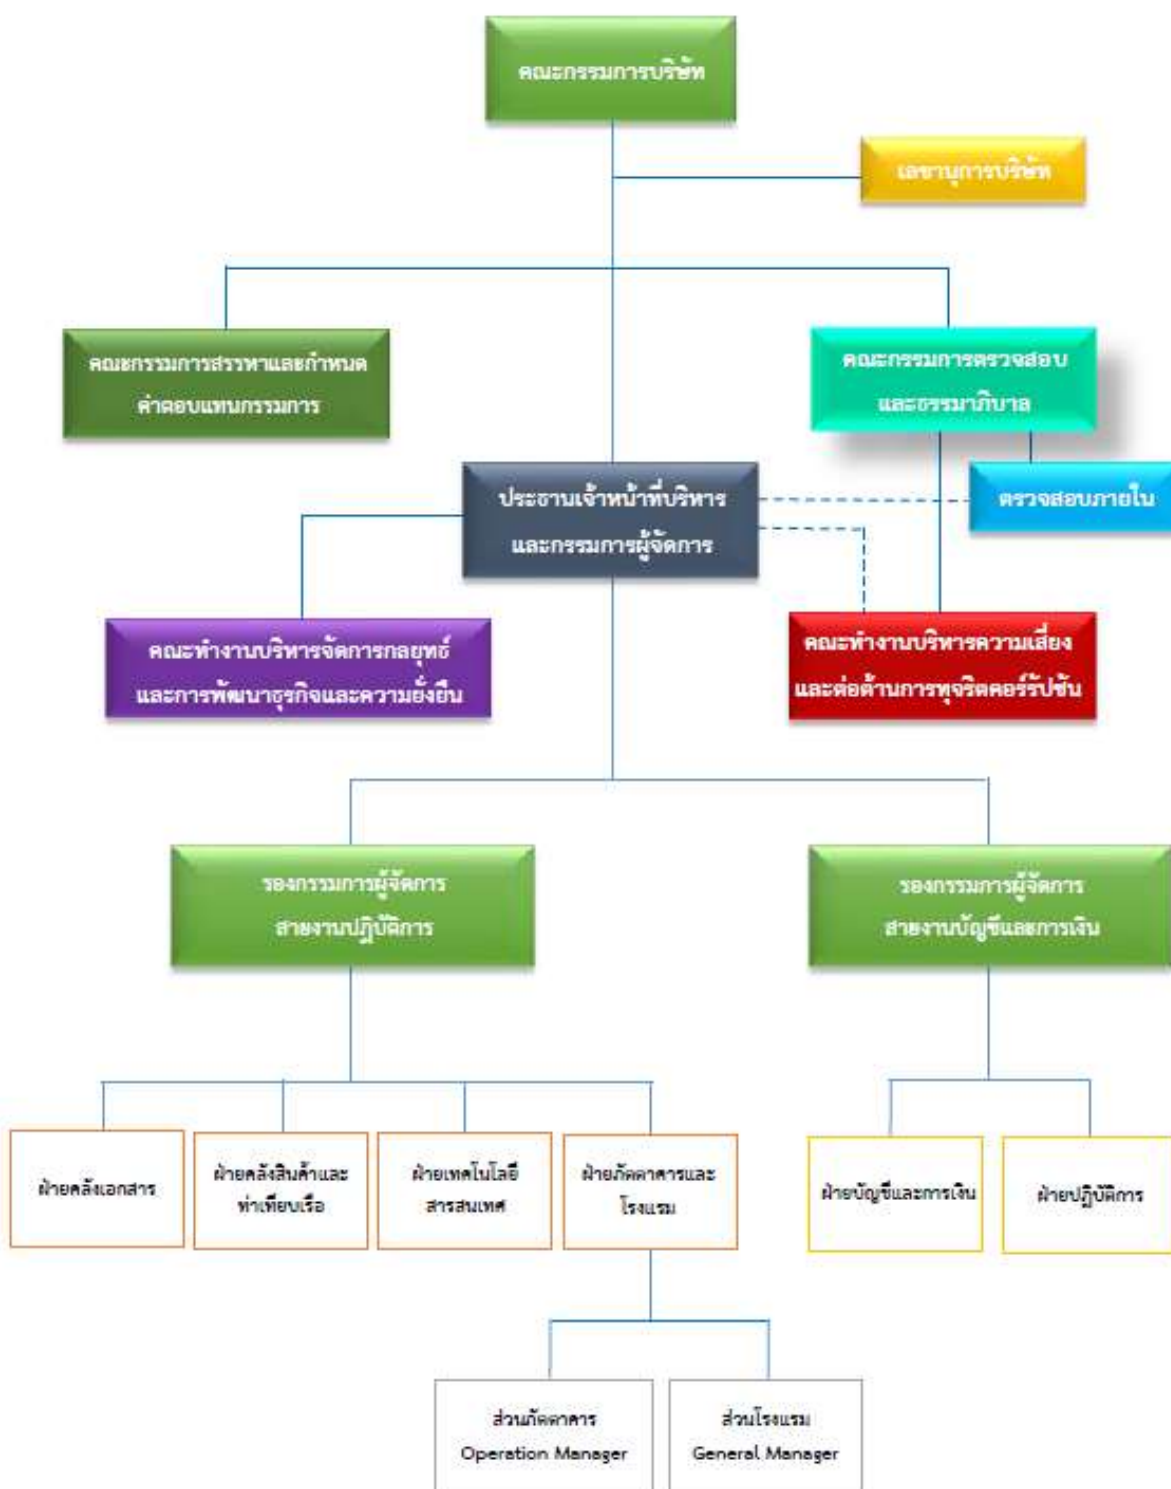 คณะกรรมการบริษัท
เลขานุการบริษัท
คณะกรรมการสรรหาและกำหนด
ค่าตอบแทนกรรมการ
คณะกรรมการตรวจสอบ
และธรรมาภิบาล
ประธานเจ้าหน้าที่บริหาร
และกรรมการผู้จัดการ
ตรวจสอบภายใน
คณะทำงานบริหารจัดการกลยุทธ์
และการพัฒนาธุรกิจและความยั่งยืน
คณะทำงานบริหารความเสี่ยง
และต่อต้านการทุจริตคอร์รัปชัน
รองกรรมการผู้จัดการ
สายงานปฏิบัติการ
รองกรรมการผู้จัดการ
สายงานบัญชีและการเงิน
ฝ่ายคลังเอกสาร
ฝ่ายคลังสินค้าและ
ท่าเทียบเรือ
ฝ่ายเทคโนโลยี
สารสนเทศ
ฝ่ายภัตตาคารและ
โรงแรม
ฝ่ายบัญชีและการเงิน
ฝ่ายปฏิบัติการ
ส่วนภัตตาคาร
Operation Manager
ส่วนโรงแรม
General Manager